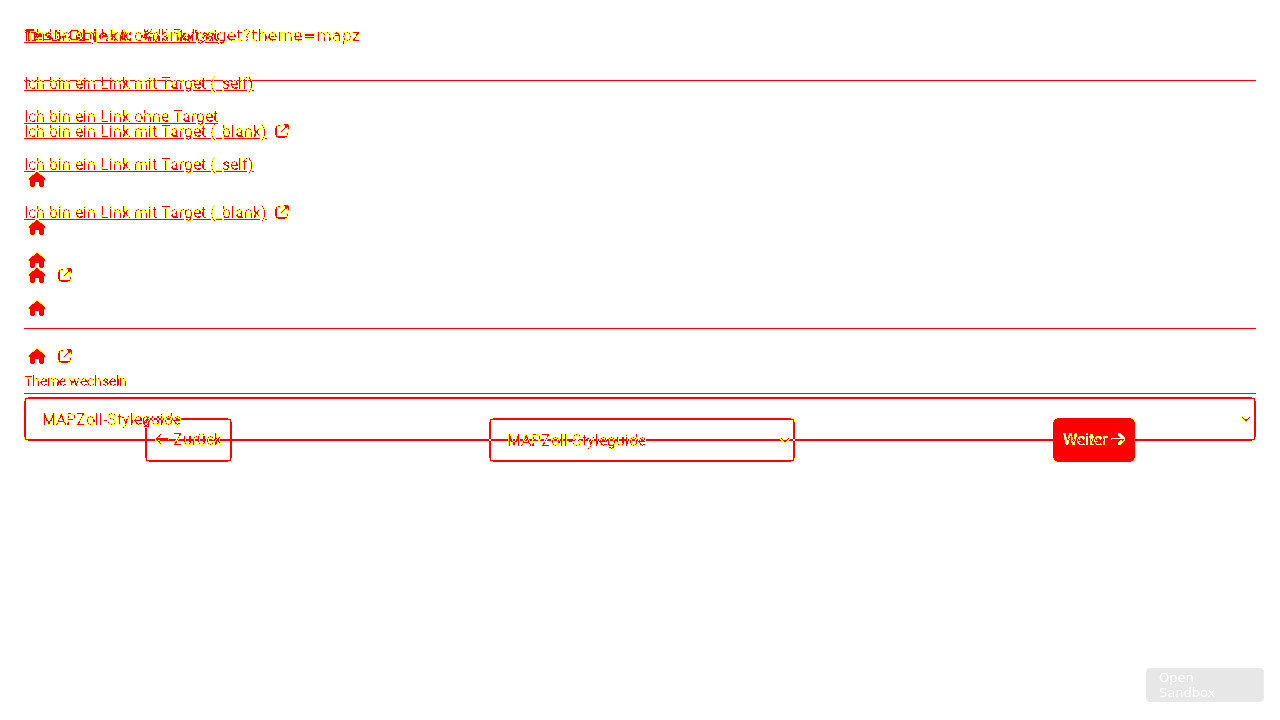 target?theme=mapz
Ich bin ein Link mit Target (_self)
Ich bin ein Link ohne Target
Ich bin ein Link mit Target (_blank)
Ich bin ein Link mit Target (_self)
Ich bin ein Link mit Target (_blank)
Theme wechseln
MAPZoll-Styleguide
← Zurück
MAPZoll-Styleguide
Weiter →
Open
Sandbox